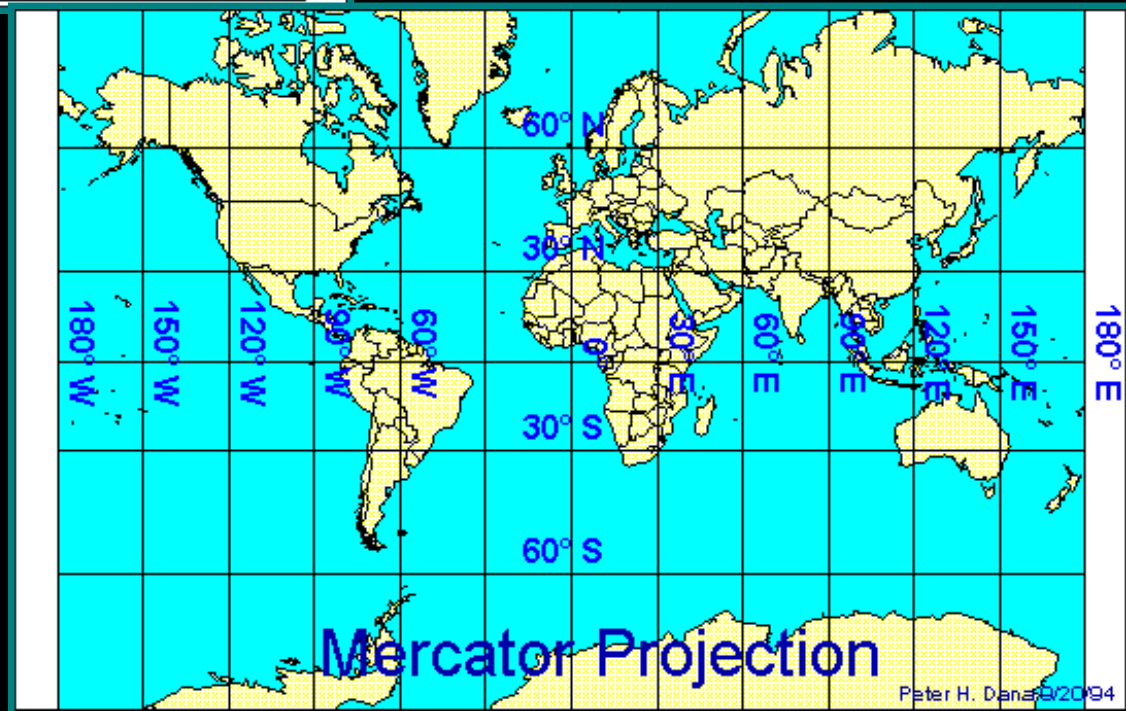 60° N
30° N
180° W
150° W
120° W
90° W
60° W
0°
30° E
60° E
90° E
120° E
150° E
180° E
30° S
60° S
Mercator Projection
Peter H. Dana 9/20/94